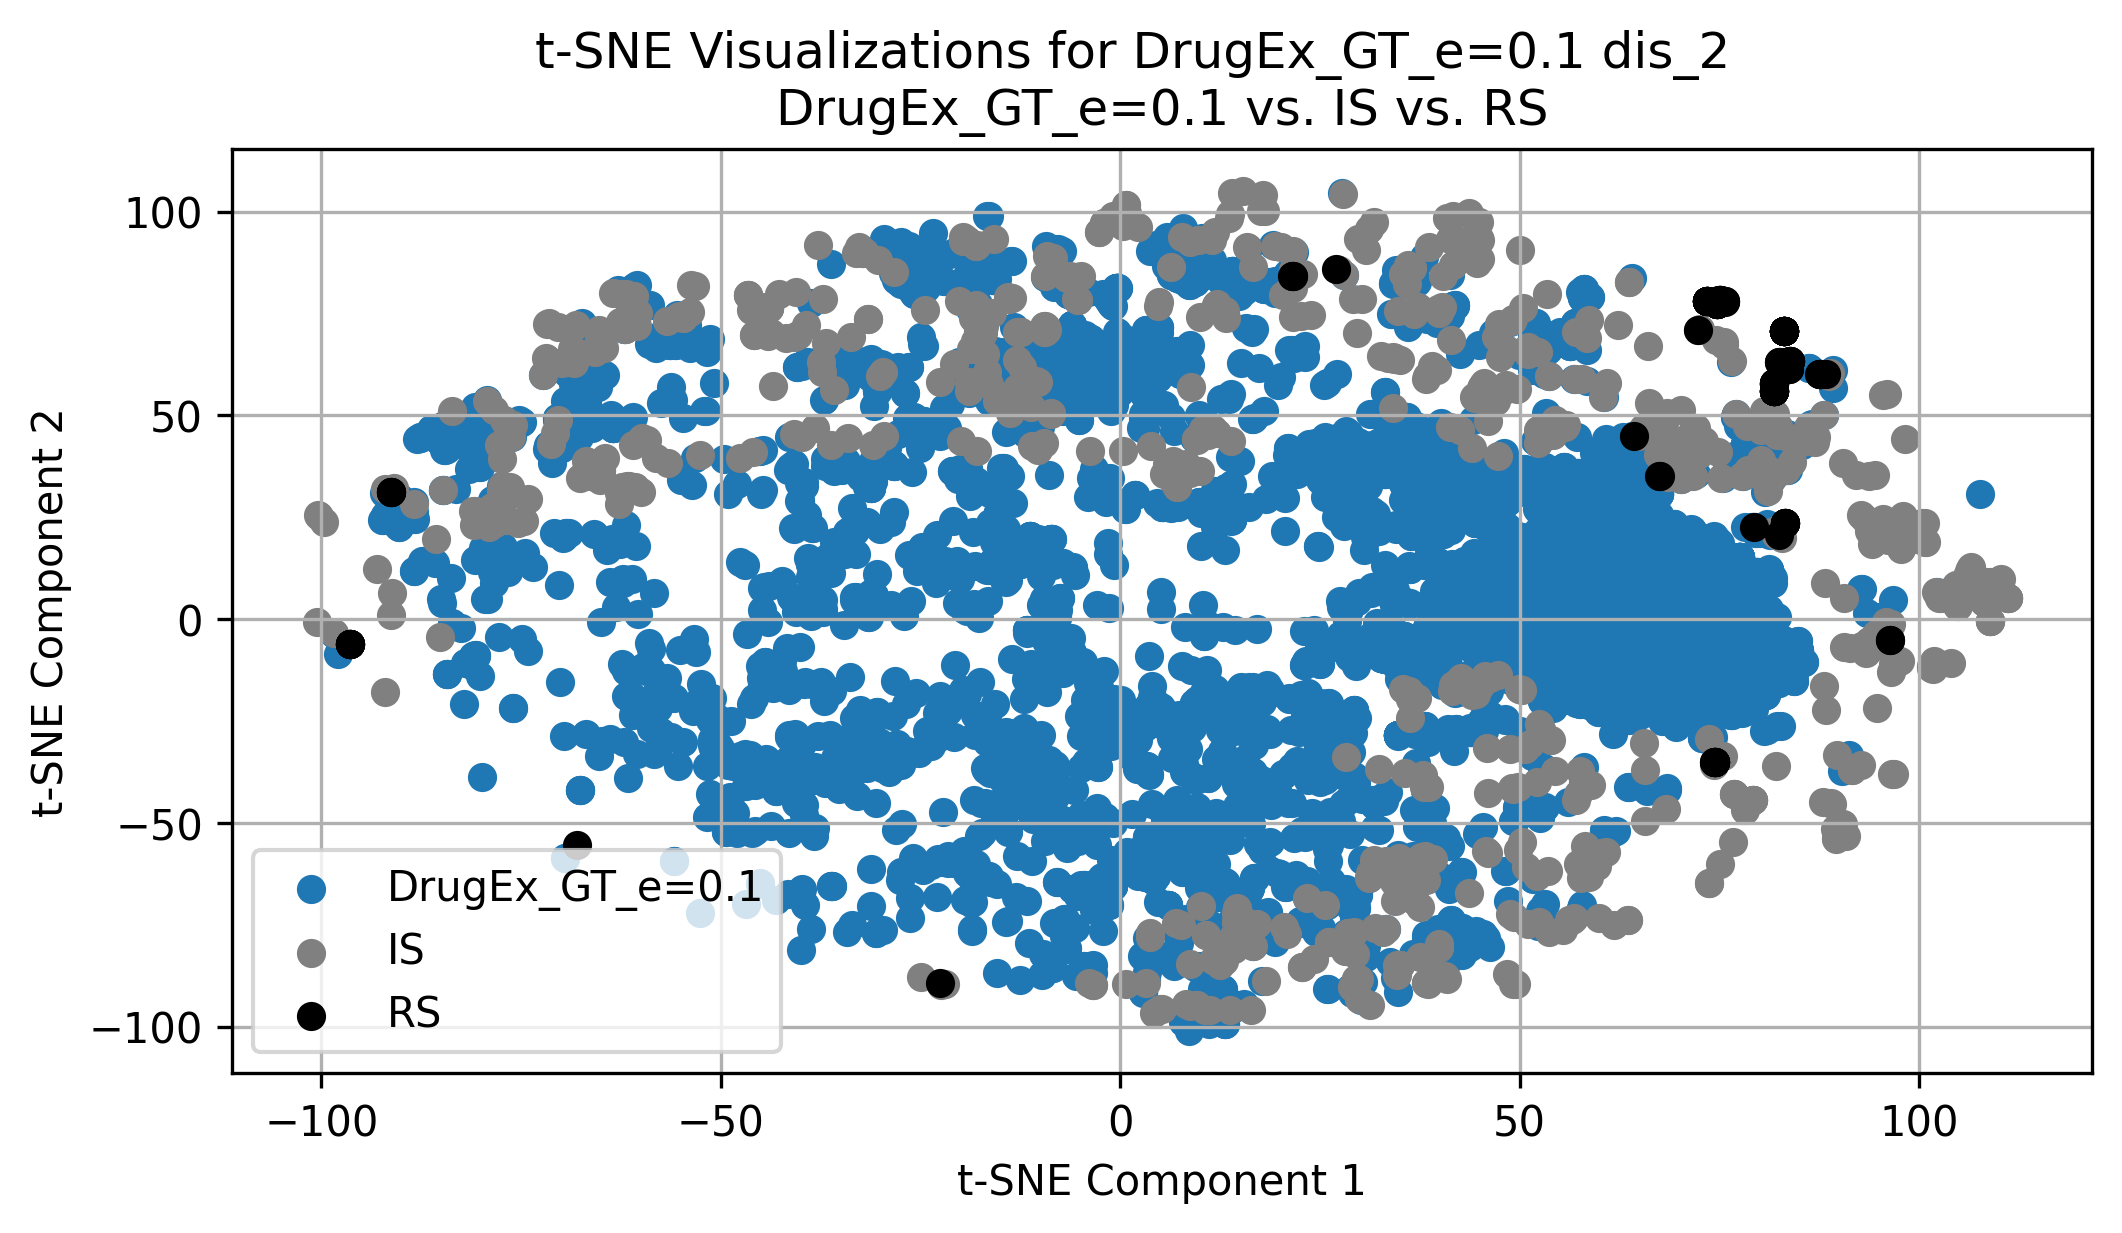 t-SNE Visualizations for DrugEx_GT_e=0.1 dis_2
DrugEx_GT_e=0.1 vs. IS vs. RS
t-SNE Component 2
100
50
0
−50
−100
DrugEx_GT_e=0.1
IS
RS
−100
−50
0
50
100
t-SNE Component 1